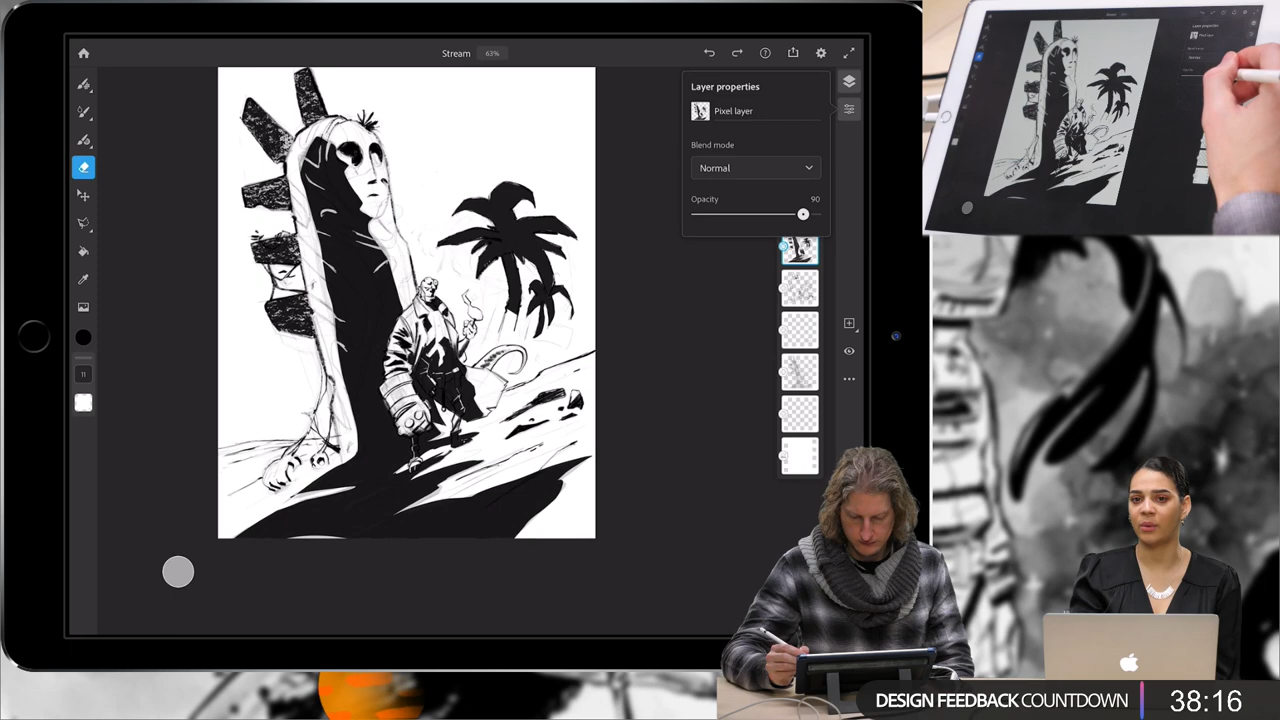 Stream 63%
Layer properties
Pixel layer
Blend mode
Normal
Opacity 90
11
DESIGN FEEDBACK COUNTDOWN 38:16